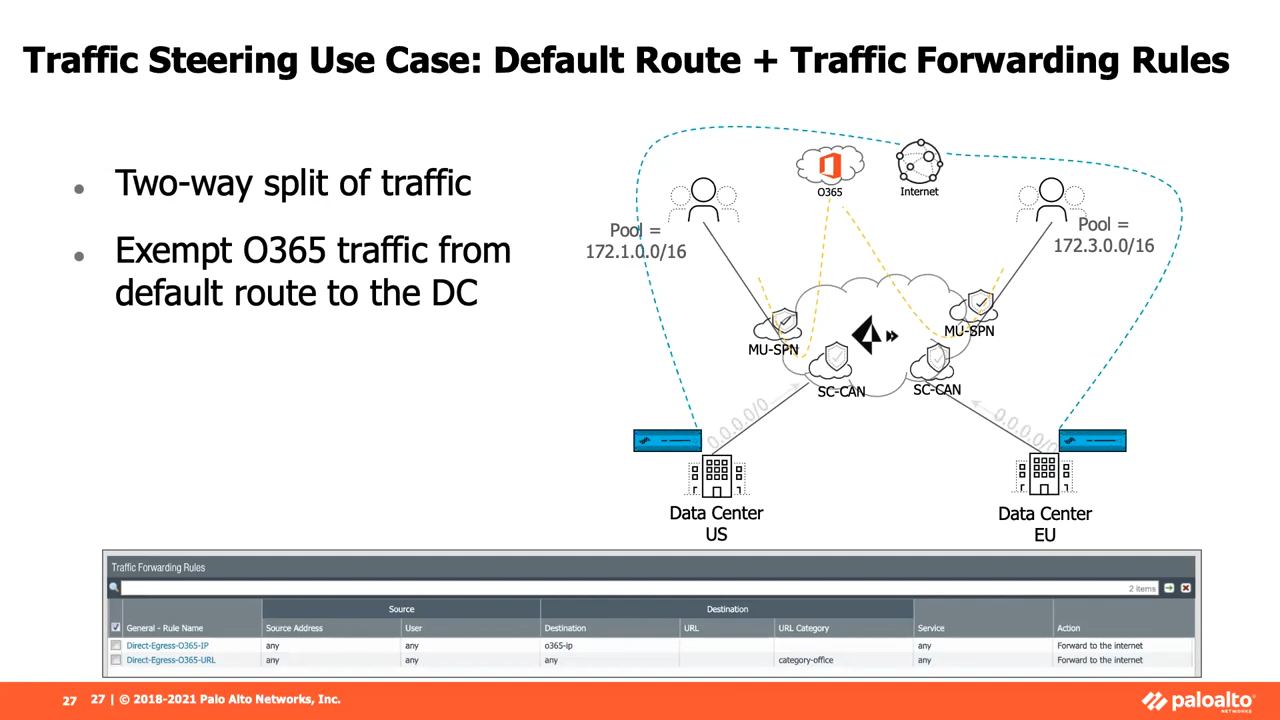 Traffic Steering Use Case: Default Route + Traffic Forwarding Rules
• Two-way split of traffic
• Exempt O365 traffic from
default route to the DC
O365
Internet
Pool =
172.1.0.0/16
Pool =
172.3.0.0/16
MU-SPN
MU-SPN
SC-CAN
SC-CAN
0.0.0.0/0
0.0.0.0/0
Data Center
US
Data Center
EU
Traffic Forwarding Rules
2 items
Source
Destination
General - Rule Name
Source Address
User
Destination
URL
URL Category
Service
Action
Direct-Egress-O365-IP any any o365-ip any Forward to the internet
Direct-Egress-O365-URL any any any category-office any Forward to the internet
27
27 | © 2018-2021 Palo Alto Networks, Inc.
paloalto
NETWORKS